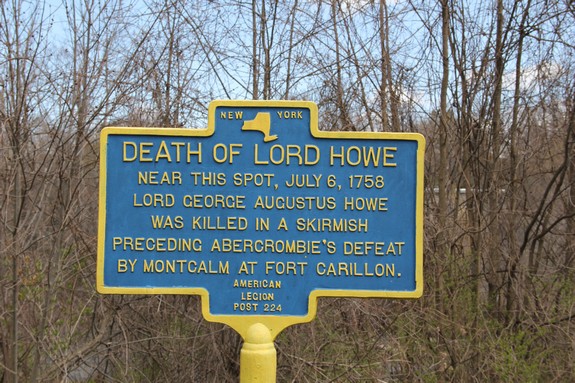 NEW YORK
DEATH OF LORD HOWE
NEAR THIS SPOT, JULY 6, 1758
LORD GEORGE AUGUSTUS HOWE
WAS KILLED IN A SKIRMISH
PRECEDING ABERCROMBIE'S DEFEAT
BY MONTCALM AT FORT CARILLON.
AMERICAN
LEGION
POST 224